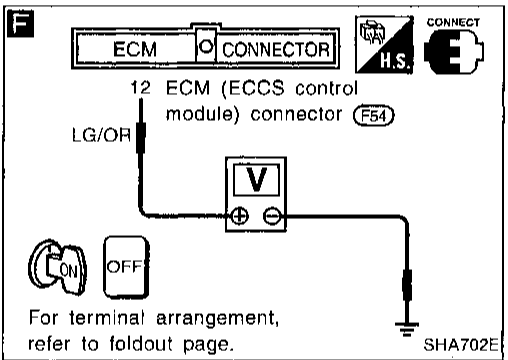 F
CONNECT
ECM O CONNECTOR
H.S.
12 ECM (ECCS control
module) connector F54
LG/OR
V
⊕ ⊖
ON OFF
For terminal arrangement,
refer to foldout page.
SHA702E